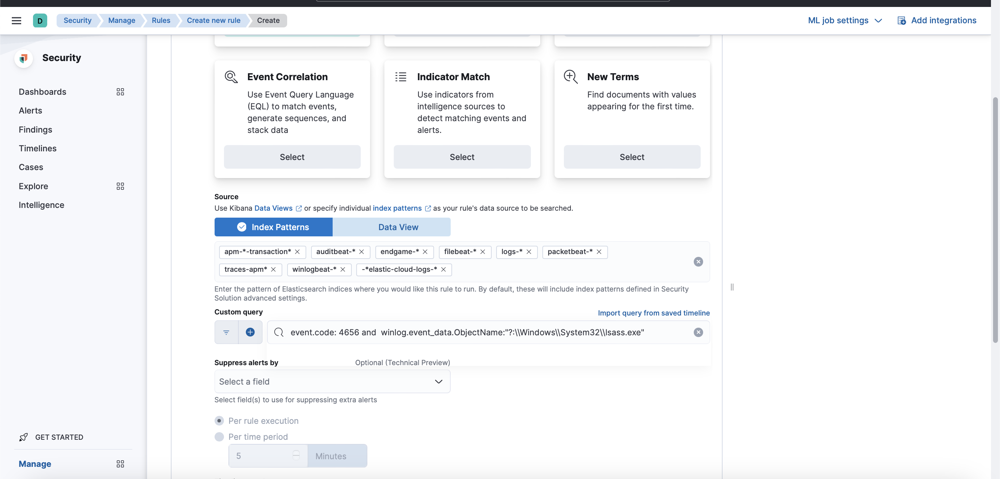 D
Security
Manage
Rules
Create new rule
Create
ML job settings
Add integrations
Security
Dashboards
Alerts
Findings
Timelines
Cases
Explore
Intelligence
GET STARTED
Manage
Event Correlation
Use Event Query Language
(EQL) to match events,
generate sequences, and
stack data
Select
Indicator Match
Use indicators from
intelligence sources to
detect matching events and
alerts.
Select
New Terms
Find documents with values
appearing for the first time.
Select
Source
Use Kibana Data Views or specify individual index patterns as your rule's data source to be searched.
Index Patterns
Data View
apm-*-transaction* auditbeat-* endgame-* filebeat-* logs-* packetbeat-*
traces-apm* winlogbeat-* -*elastic-cloud-logs-*
Enter the pattern of Elasticsearch indices where you would like this rule to run. By default, these will include index patterns defined in Security
Solution advanced settings.
Custom query
Import query from saved timeline
event.code: 4656 and  winlog.event_data.ObjectName:"?:\\Windows\\System32\\lsass.exe"
Suppress alerts by
Optional (Technical Preview)
Select a field
Select field(s) to use for suppressing extra alerts
Per rule execution
Per time period
5
Minutes